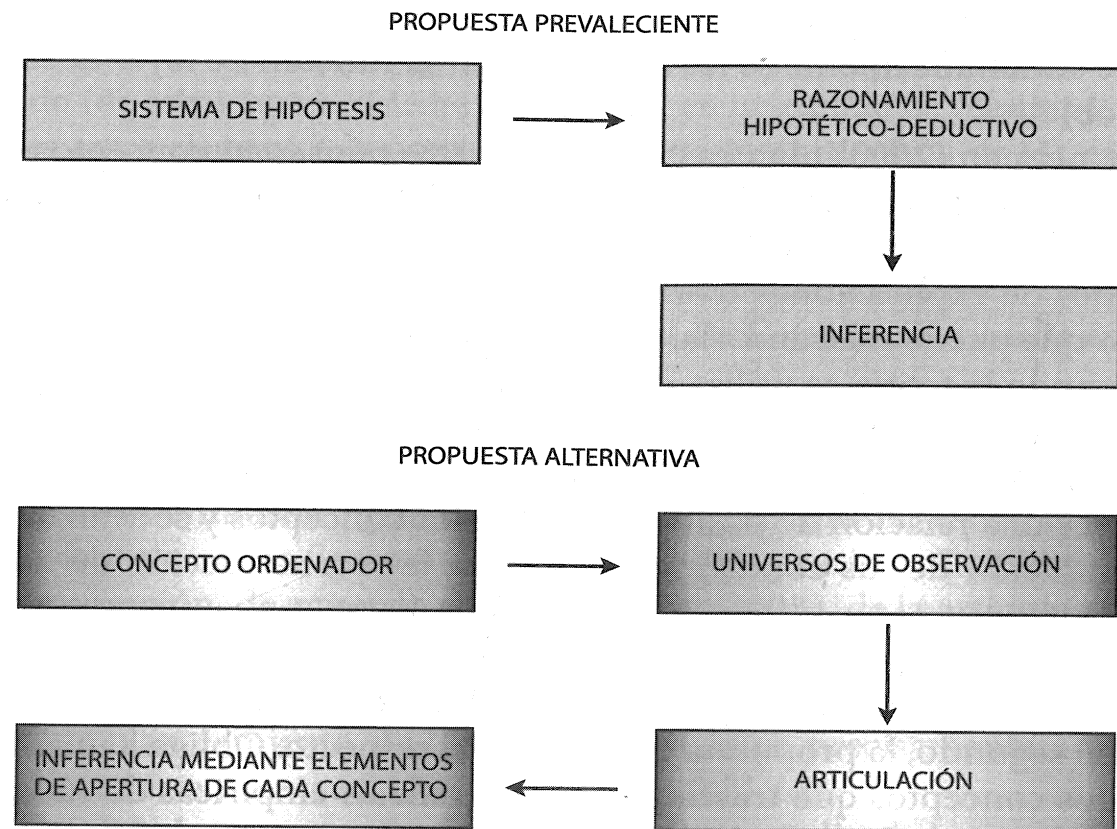 PROPUESTA PREVALECIENTE
SISTEMA DE HIPÓTESIS
RAZONAMIENTO
HIPOTÉTICO-DEDUCTIVO
INFERENCIA
PROPUESTA ALTERNATIVA
CONCEPTO ORDENADOR
UNIVERSOS DE OBSERVACIÓN
INFERENCIA MEDIANTE ELEMENTOS
DE APERTURA DE CADA CONCEPTO
ARTICULACIÓN